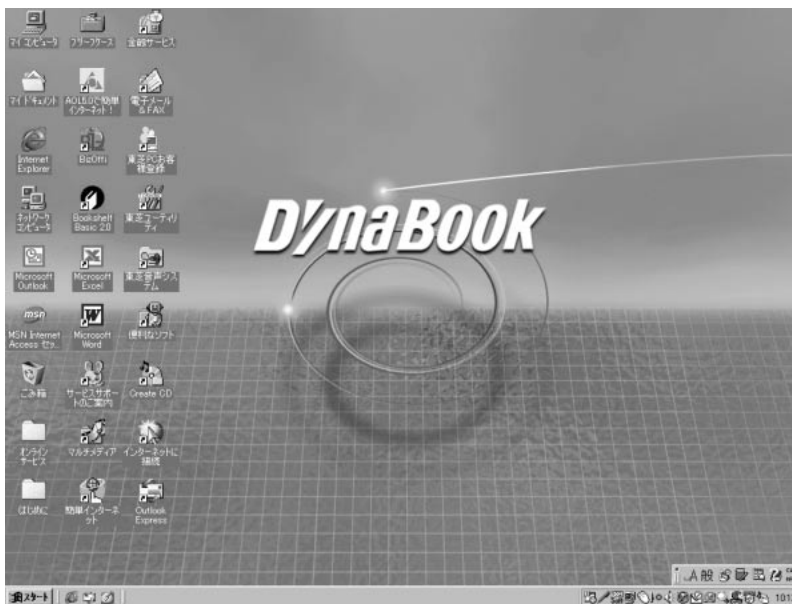 マイ コンピュータ
ブリーフケース
金融サービス
マイ ドキュメント
AOL5.0で簡単
インターネット！
電子メール
& FAX
Internet
Explorer
BizOffi
東芝PCお客
様登録
ネットワーク
コンピュータ
Bookshelf
Basic 2.0
東芝ユーティリ
ティ
Microsoft
Outlook
Microsoft
Excel
東芝音声シス
テム
msn
MSN Internet
Access セッ...
Microsoft
Word
便利なソフト
ごみ箱
サービスサポー
トのご案内
Create CD
オンライン
サービス
マルチメディア
インターネットに
接続
はじめに
簡単インターネ
ット
Outlook
Express
DynaBook
A 般
スタート